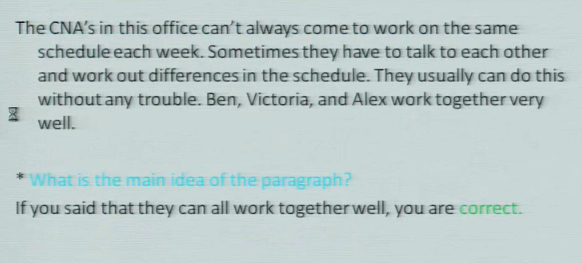 The CNA's in this office can't always come to work on the same
schedule each week. Sometimes they have to talk to each other
and work out differences in the schedule. They usually can do this
without any trouble. Ben, Victoria, and Alex work together very
well.
* What is the main idea of the paragraph?
If you said that they can all work together well, you are correct.